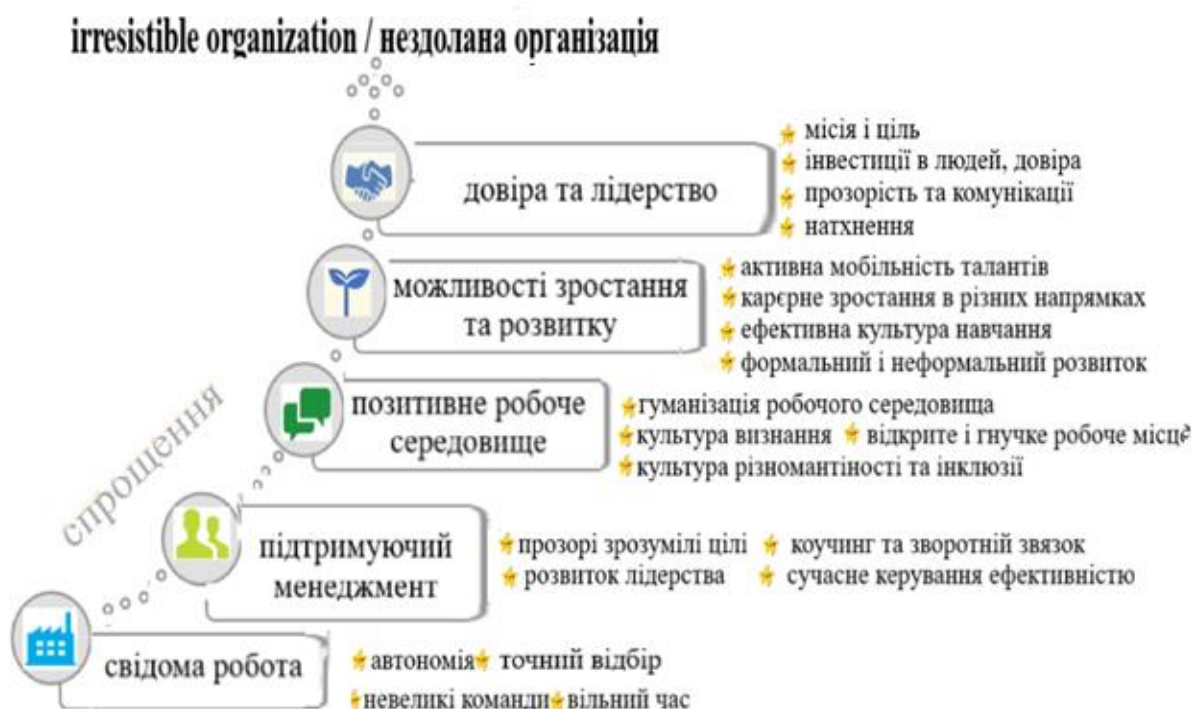 irresistible organization / нездолана організація
довіра та лідерство
місія і ціль
інвестиції в людей, довіра
прозорість та комунікації
натхнення
можливості зростання
та розвитку
активна мобільність талантів
карєрне зростання в різних напрямках
ефективна культура навчання
формальний і неформальний розвиток
позитивне робоче
середовище
гуманізація робочого середовища
культура визнання відкрите і гнучке робоче місце
культура різномантіності та інклюзії
спрощення
підтримуючий
менеджмент
прозорі зрозумілі цілі коучинг та зворотній звязок
розвиток лідерства сучасне керування ефективністю
свідома робота
автономія точний відбір
невеликі команди вільний час